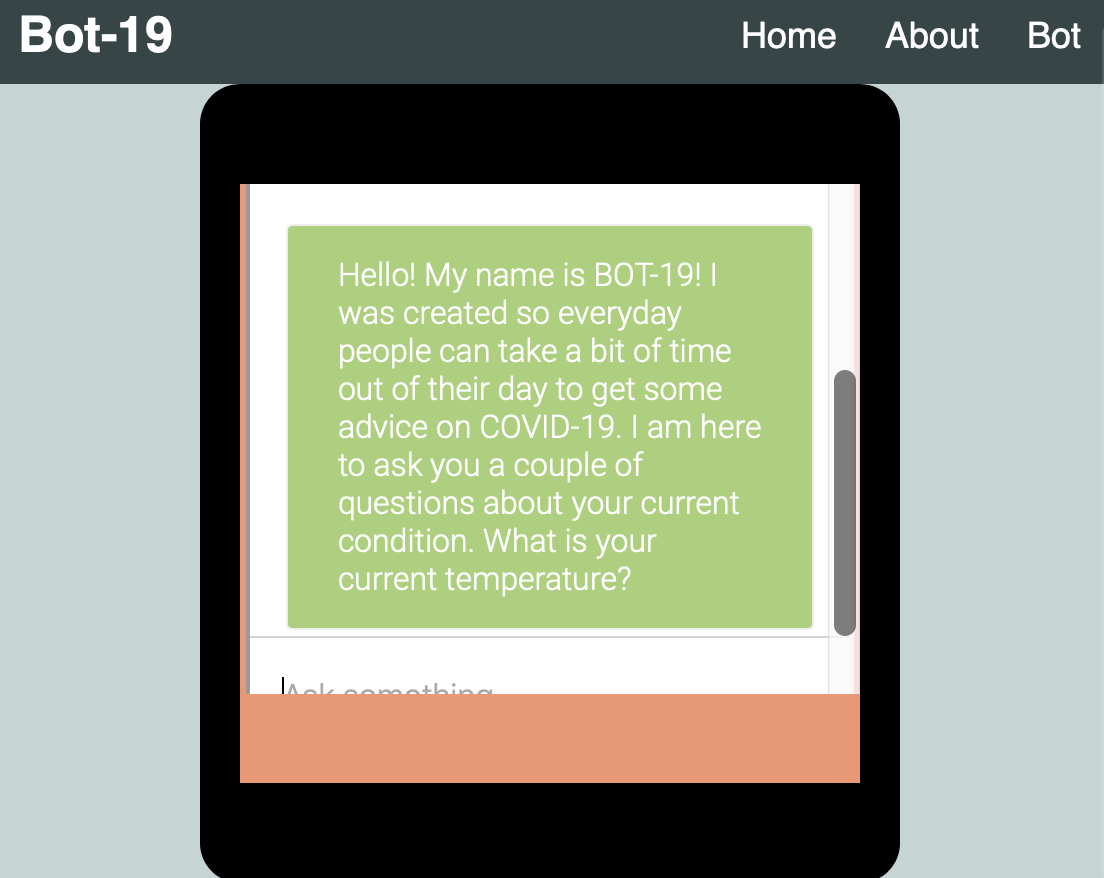 Bot-19
Home About Bot
Hello! My name is BOT-19! I
was created so everyday
people can take a bit of time
out of their day to get some
advice on COVID-19. I am here
to ask you a couple of
questions about your current
condition. What is your
current temperature?
Ask something